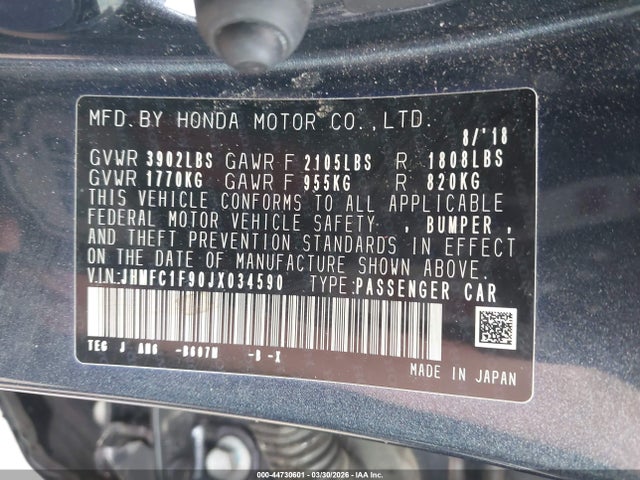 MFD.BY HONDA MOTOR CO.,LTD. 8/'18
GVWR 3902LBS GAWR F 2105LBS R 1808LBS
GVWR 1770KG GAWR F 955KG R 820KG
THIS VEHICLE CONFORMS TO ALL APPLICABLE
FEDERAL MOTOR VEHICLE SAFETY , BUMPER ,
AND THEFT PREVENTION STANDARDS IN EFFECT
ON THE DATE OF MANUFACTURE SHOWN ABOVE.
VIN:JHMFC1F90JX034590 TYPE:PASSENGER CAR
TEG J AMG -B607M -B -X
MADE IN JAPAN
000-44730601 — 03/30/2026 — IAA Inc.